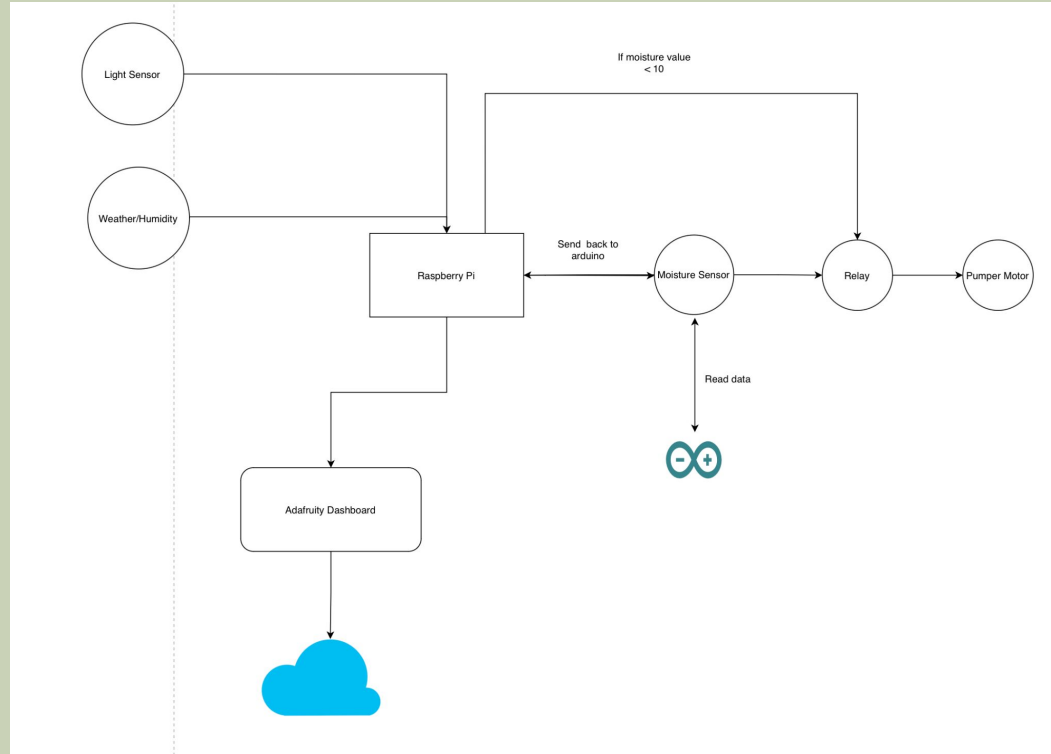 Light Sensor
If moisture value
< 10
Weather/Humidity
Send back to
arduino
Raspberry Pi
Moisture Sensor
Relay
Pumper Motor
Read data
Adafruity Dashboard